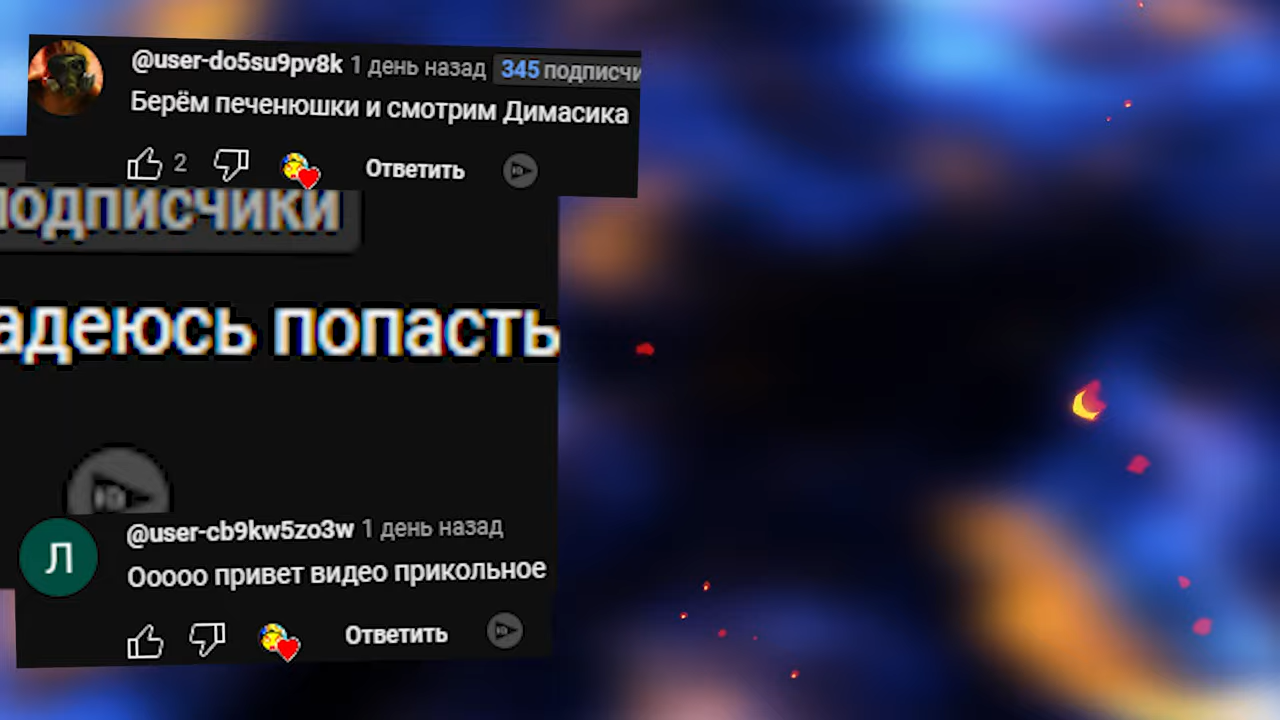 @user-do5su9pv8k 1 день назад 345 подписчи
Берём печенюшки и смотрим Димасика
2 Ответить
подписчики
адеюсь попасть
@user-cb9kw5zo3w 1 день назад
Л
Ооооо привет видео прикольное
Ответить